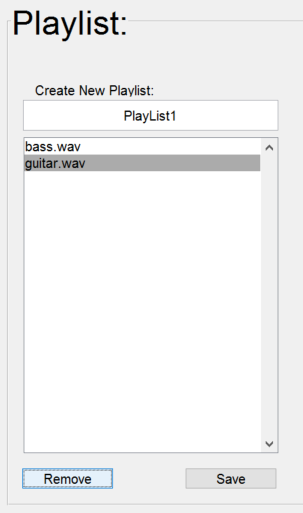 Playlist:
Create New Playlist:
PlayList1
bass.wav
guitar.wav
Remove
Save